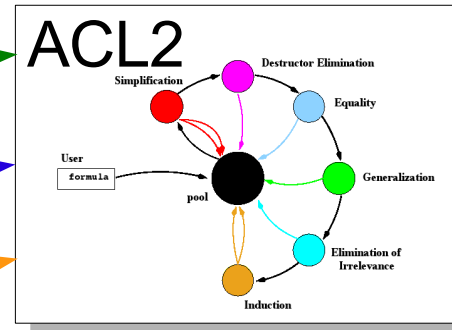 ACL2
Destructor Elimination
Simplification
Equality
User
formula
pool
Generalization
Elimination of
Irrelevance
Induction